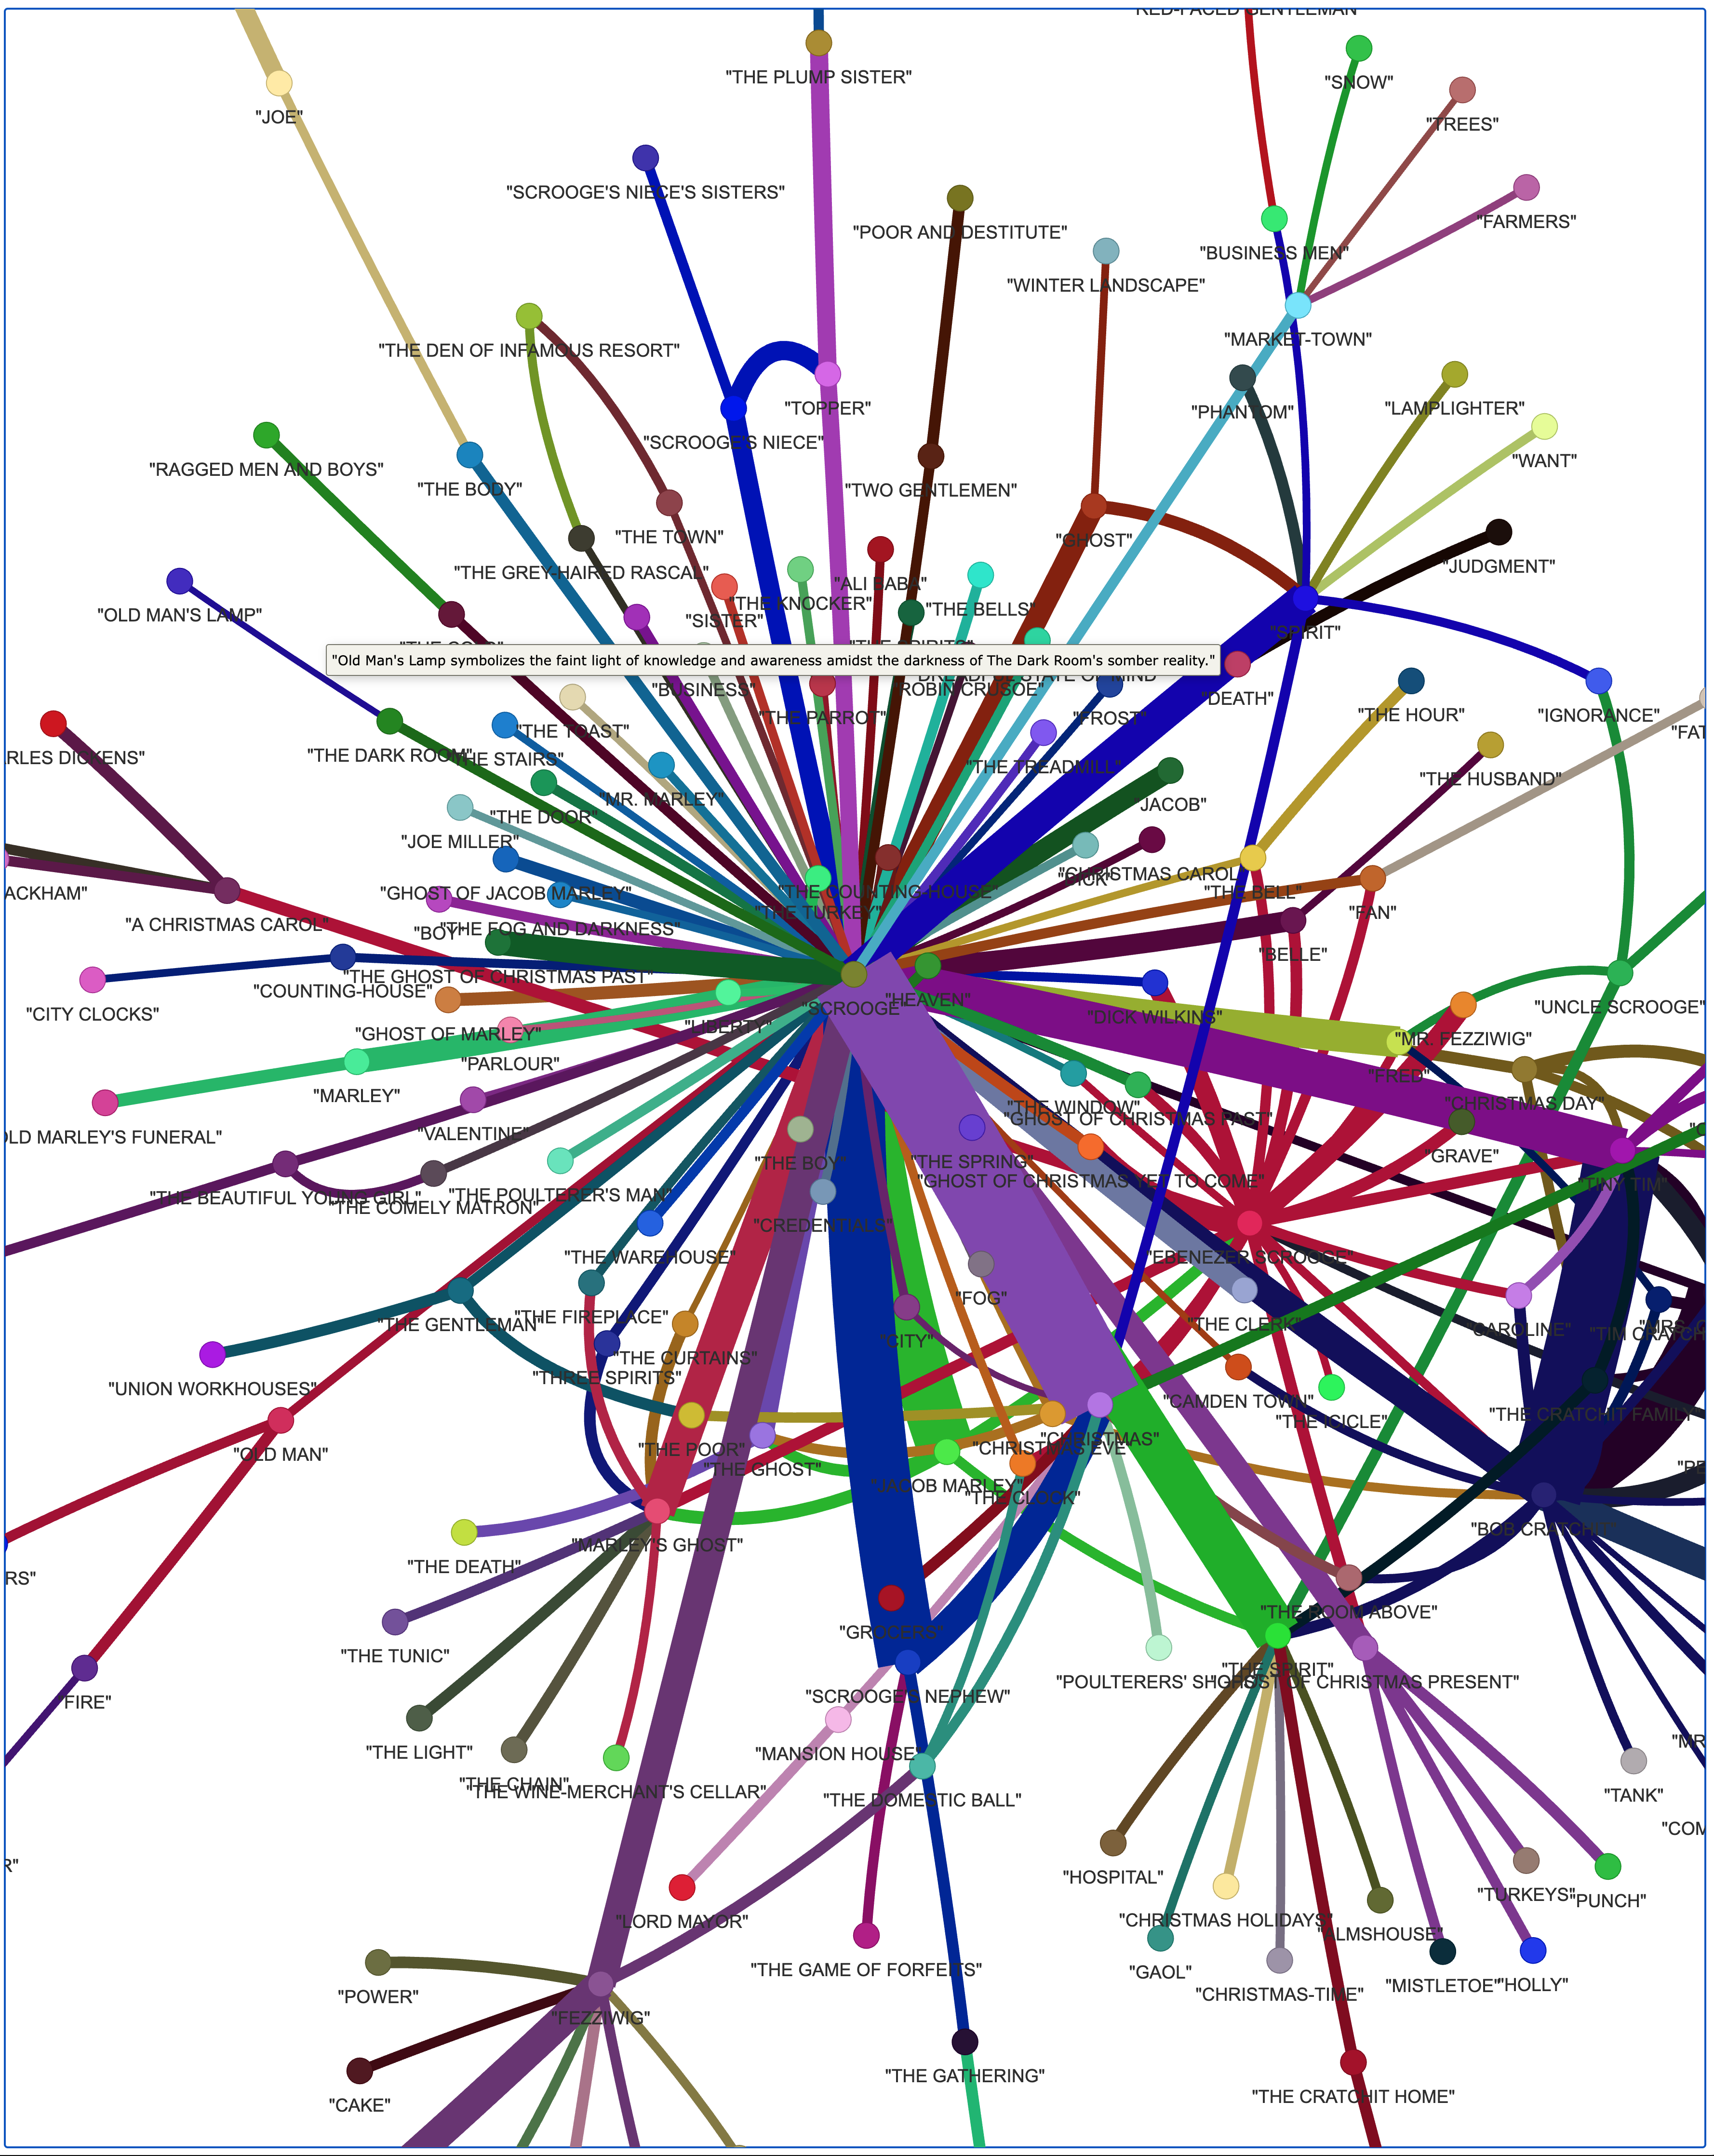 RED-FACED GENTLEMAN"
"THE PLUMP SISTER"
"SNOW"
"JOE"
"TREES"
"SCROOGE'S NIECE'S SISTERS"
"FARMERS"
"POOR AND DESTITUTE"
"BUSINESS MEN"
"WINTER LANDSCAPE"
"MARKET-TOWN"
"THE DEN OF INFAMOUS RESORT"
"TOPPER"
"PHANTOM"
"LAMPLIGHTER"
"SCROOGE'S NIECE"
"RAGGED MEN AND BOYS"
"WANT"
"THE BODY"
"TWO GENTLEMEN"
"THE TOWN"
"GHOST"
"JUDGMENT"
"THE GREY-HAIRED RASCAL"
"ALI BABA"
"THE KNOCKER"
"THE BELLS"
"OLD MAN'S LAMP"
"SISTER"
"SPIRIT"
"Old Man's Lamp symbolizes the faint light of knowledge and awareness amidst the darkness of The Dark Room's somber reality."
"BUSINESS"
"ROBIN CRUSOE"
"DEATH"
"THE PARROT"
"FROST"
"THE HOUR"
"IGNORANCE"
"THE TOAST"
"FAT
RLES DICKENS"
"THE DARK ROOM"
"THE STAIRS"
"THE TREADMILL"
"THE HUSBAND"
"MR. MARLEY"
JACOB"
"THE DOOR"
"JOE MILLER"
"CHRISTMAS CAROL"
"DICK"
ACKHAM"
"GHOST OF JACOB MARLEY"
"THE COUNTING-HOUSE"
"THE BELL"
"THE TURKEY"
"FAN"
"A CHRISTMAS CAROL"
"BOY"
"THE FOG AND DARKNESS"
"BELLE"
"THE GHOST OF CHRISTMAS PAST"
"COUNTING-HOUSE"
"HEAVEN"
"SCROOGE"
"UNCLE SCROOGE"
"CITY CLOCKS"
"DICK WILKINS"
"LIBERTY"
"GHOST OF MARLEY"
"MR. FEZZIWIG"
"PARLOUR"
"FRED"
"MARLEY"
"THE WINDOW"
"CHRISTMAS DAY"
"GHOST OF CHRISTMAS PAST"
LD MARLEY'S FUNERAL"
"VALENTINE"
"GRAVE"
"THE BOY"
"THE SPRING"
"GHOST OF CHRISTMAS YET TO COME"
"TINY TIM"
"THE BEAUTIFUL YOUNG GIRL"
"THE POULTERER'S MAN"
"THE COMELY MATRON"
"CREDENTIALS"
"THE WAREHOUSE"
"EBENEZER SCROOGE"
"FOG"
"THE FIREPLACE"
"THE GENTLEMAN"
"THE CLERK"
"CAROLINE"
"TIM CRATCH
"CITY"
"THE CURTAINS"
"THREE SPIRITS"
"UNION WORKHOUSES"
"CAMDEN TOWN"
"THE ICICLE"
"THE CRATCHIT FAMILY"
"CHRISTMAS"
"CHRISTMAS EVE"
"THE POOR"
"OLD MAN"
"THE GHOST"
"JACOB MARLEY"
"THE CLOCK"
"BOB CRATCHIT"
"MARLEY'S GHOST"
"THE DEATH"
RS"
"THE ROOM ABOVE"
"GROCERS"
"THE TUNIC"
"THE SPIRIT"
"POULTERERS' SHOPS"
"GHOST OF CHRISTMAS PRESENT"
"SCROOGE'S NEPHEW"
FIRE"
"THE LIGHT"
"MANSION HOUSE"
"MR
"THE CHAIN"
"THE WINE-MERCHANT'S CELLAR"
"THE DOMESTIC BALL"
"TANK"
"COM
R"
"HOSPITAL"
"TURKEYS"
"PUNCH"
"LORD MAYOR"
"CHRISTMAS HOLIDAYS"
"ALMSHOUSE"
"THE GAME OF FORFEITS"
"GAOL"
"MISTLETOE"
"HOLLY"
"POWER"
"CHRISTMAS-TIME"
"FEZZIWIG"
"THE GATHERING"
"CAKE"
"THE CRATCHIT HOME"